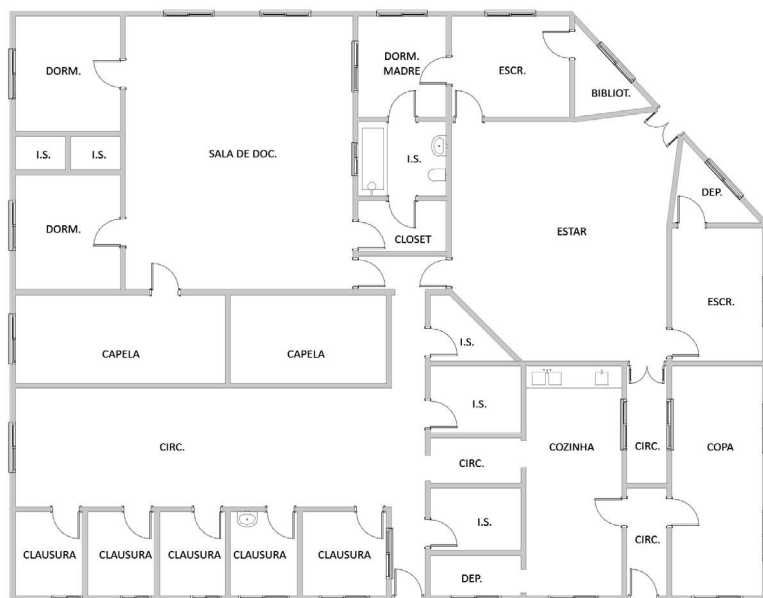 DORM.
DORM.
MADRE
ESCR.
BIBLIOT.
I.S.
I.S.
SALA DE DOC.
I.S.
DEP.
DORM.
CLOSET
ESTAR
ESCR.
CAPELA
CAPELA
I.S.
I.S.
CIRC.
CIRC.
COZINHA
CIRC.
COPA
I.S.
CLAUSURA
CLAUSURA
CLAUSURA
CLAUSURA
CLAUSURA
CIRC.
DEP.